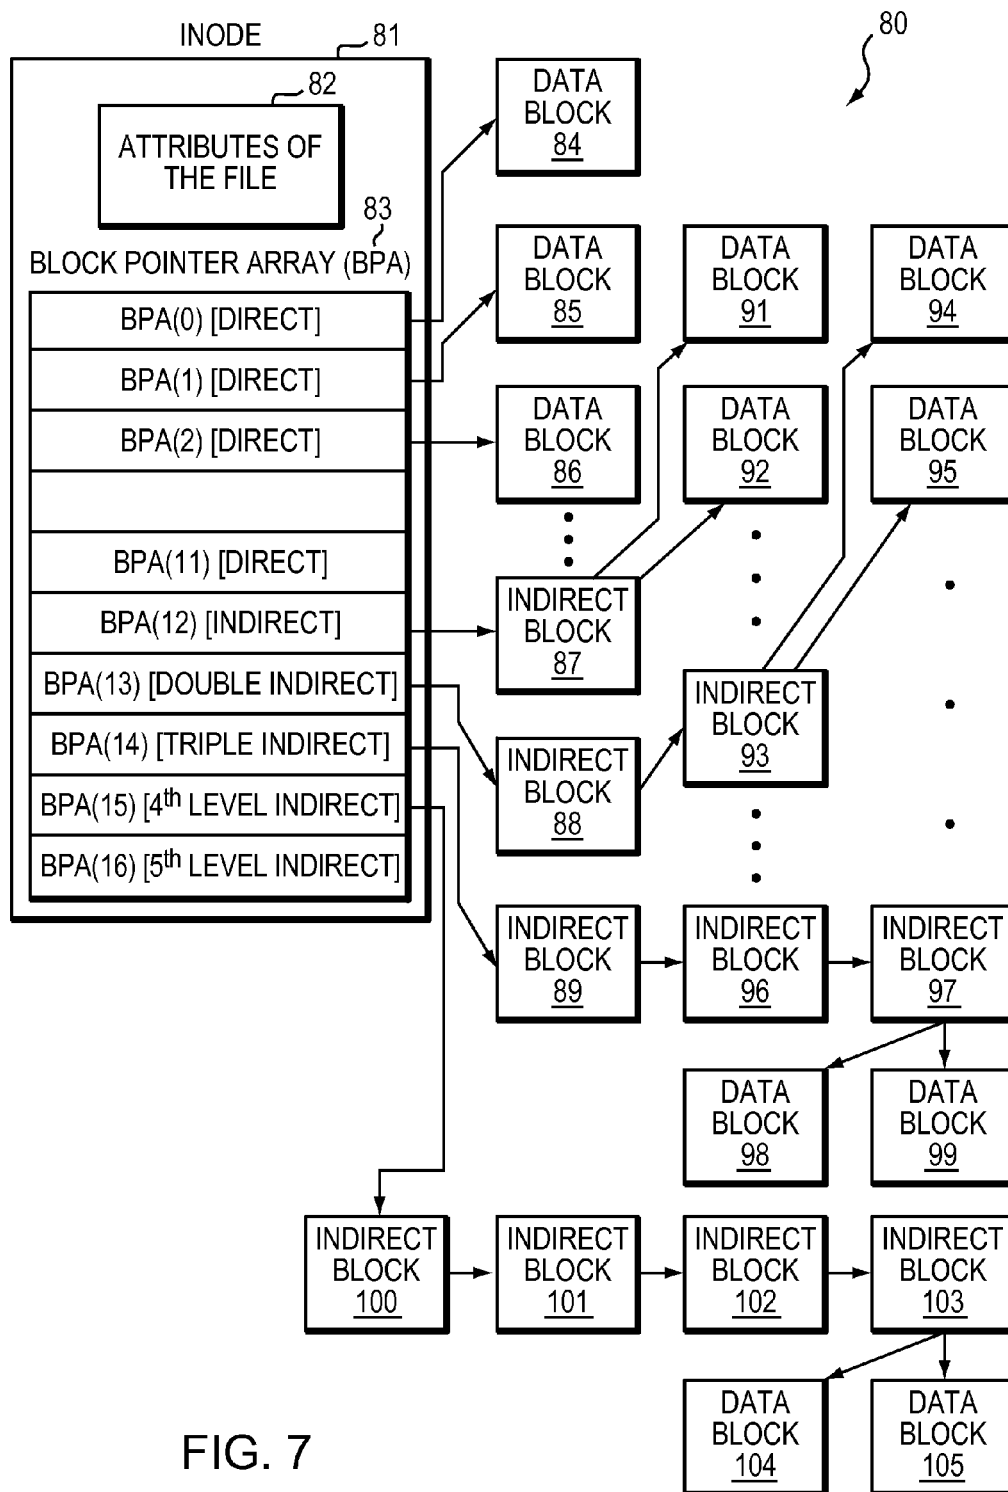 INODE
81
80
82
ATTRIBUTES OF
THE FILE
83
BLOCK POINTER ARRAY (BPA)
BPA(0) [DIRECT]
BPA(1) [DIRECT]
BPA(2) [DIRECT]
BPA(11) [DIRECT]
BPA(12) [INDIRECT]
BPA(13) [DOUBLE INDIRECT]
BPA(14) [TRIPLE INDIRECT]
BPA(15) [4th LEVEL INDIRECT]
BPA(16) [5th LEVEL INDIRECT]
DATA
BLOCK
84
DATA
BLOCK
85
DATA
BLOCK
91
DATA
BLOCK
94
DATA
BLOCK
86
DATA
BLOCK
92
DATA
BLOCK
95
INDIRECT
BLOCK
87
INDIRECT
BLOCK
93
INDIRECT
BLOCK
88
INDIRECT
BLOCK
89
INDIRECT
BLOCK
96
INDIRECT
BLOCK
97
DATA
BLOCK
98
DATA
BLOCK
99
INDIRECT
BLOCK
100
INDIRECT
BLOCK
101
INDIRECT
BLOCK
102
INDIRECT
BLOCK
103
DATA
BLOCK
104
DATA
BLOCK
105
FIG. 7